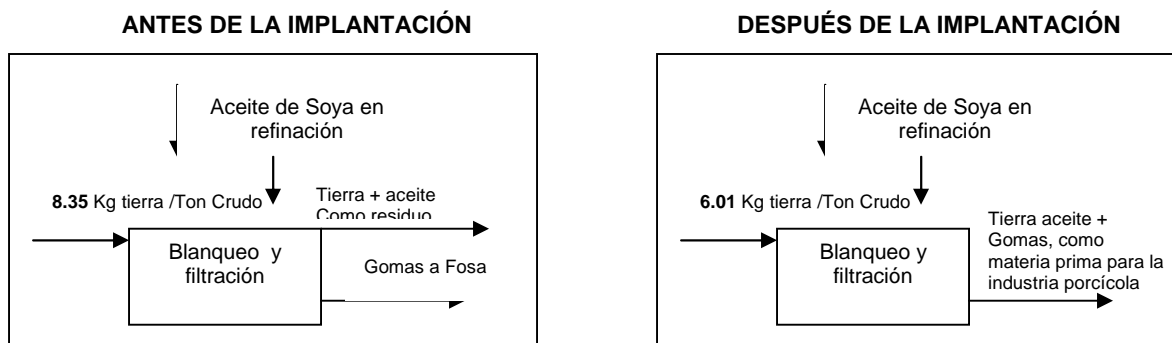 ANTES DE LA IMPLANTACIÓN
Aceite de Soya en
refinación
8.35 Kg tierra /Ton Crudo
Tierra + aceite
Como residuo
Blanqueo y
filtración
Gomas a Fosa
DESPUÉS DE LA IMPLANTACIÓN
Aceite de Soya en
refinación
6.01 Kg tierra /Ton Crudo
Blanqueo y
filtración
Tierra aceite +
Gomas, como
materia prima para la
industria porcícola